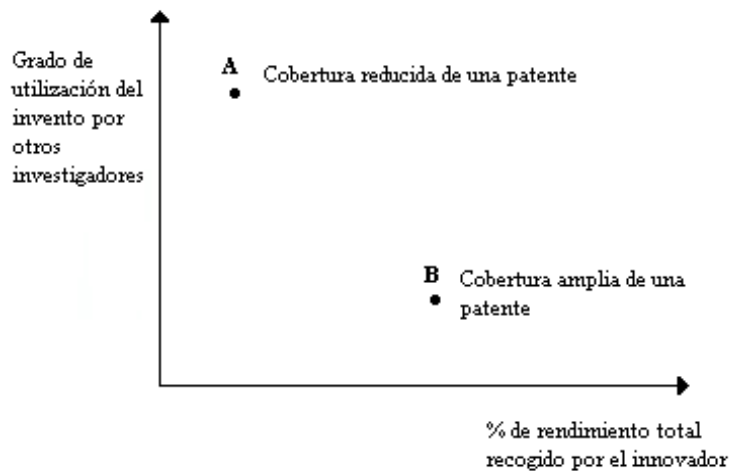 Grado de
utilización del
invento por
otros
investigadores
A
Cobertura reducida de una patente
B
Cobertura amplia de una
patente
% de rendimiento total
recogido por el innovador